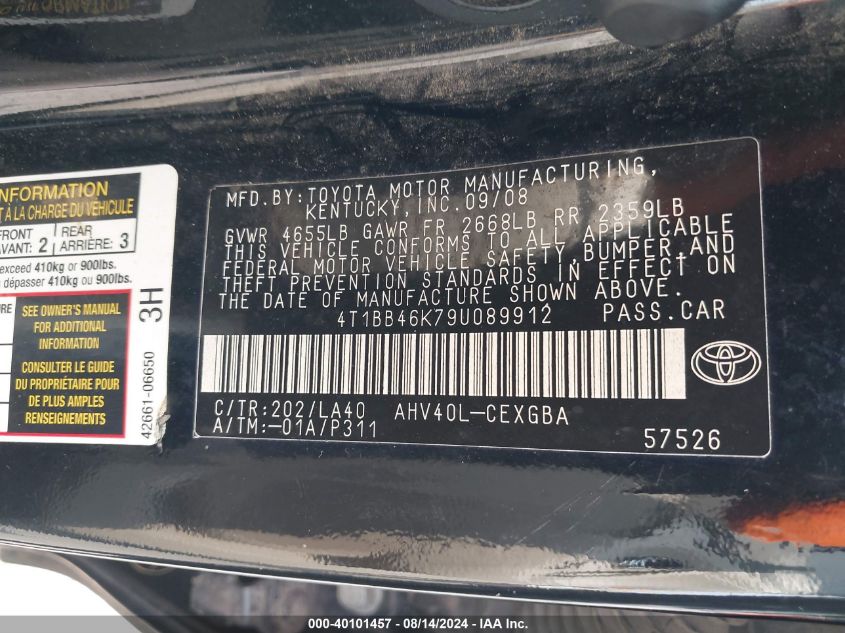 INFORMATION
T À LA CHARGE DU VÉHICULE
FRONT
AVANT: 2
REAR
ARRIÈRE: 3
exceed 410kg or 900lbs.
dépasser 410kg ou 900lbs.
SEE OWNER'S MANUAL
FOR ADDITIONAL
INFORMATION
CONSULTER LE GUIDE
DU PROPRIÉTAIRE POUR
DE PLUS AMPLES
RENSEIGNEMENTS
3H
42661-06650
MFD.BY:TOYOTA MOTOR MANUFACTURING,
KENTUCKY,INC.09/08
GVWR 4655LB GAWR FR 2668LB RR 2359LB
THIS VEHICLE CONFORMS TO ALL APPLICABLE
FEDERAL MOTOR VEHICLE SAFETY,BUMPER,AND
THEFT PREVENTION STANDARDS IN EFFECT ON
THE DATE OF MANUFACTURE SHOWN ABOVE.
4T1BB46K79U089912 PASS.CAR
C/TR:202/LA40 AHV40L-CEXGBA
A/TM:-01A/P311
57526
000-40101457 - 08/14/2024 - IAA Inc.